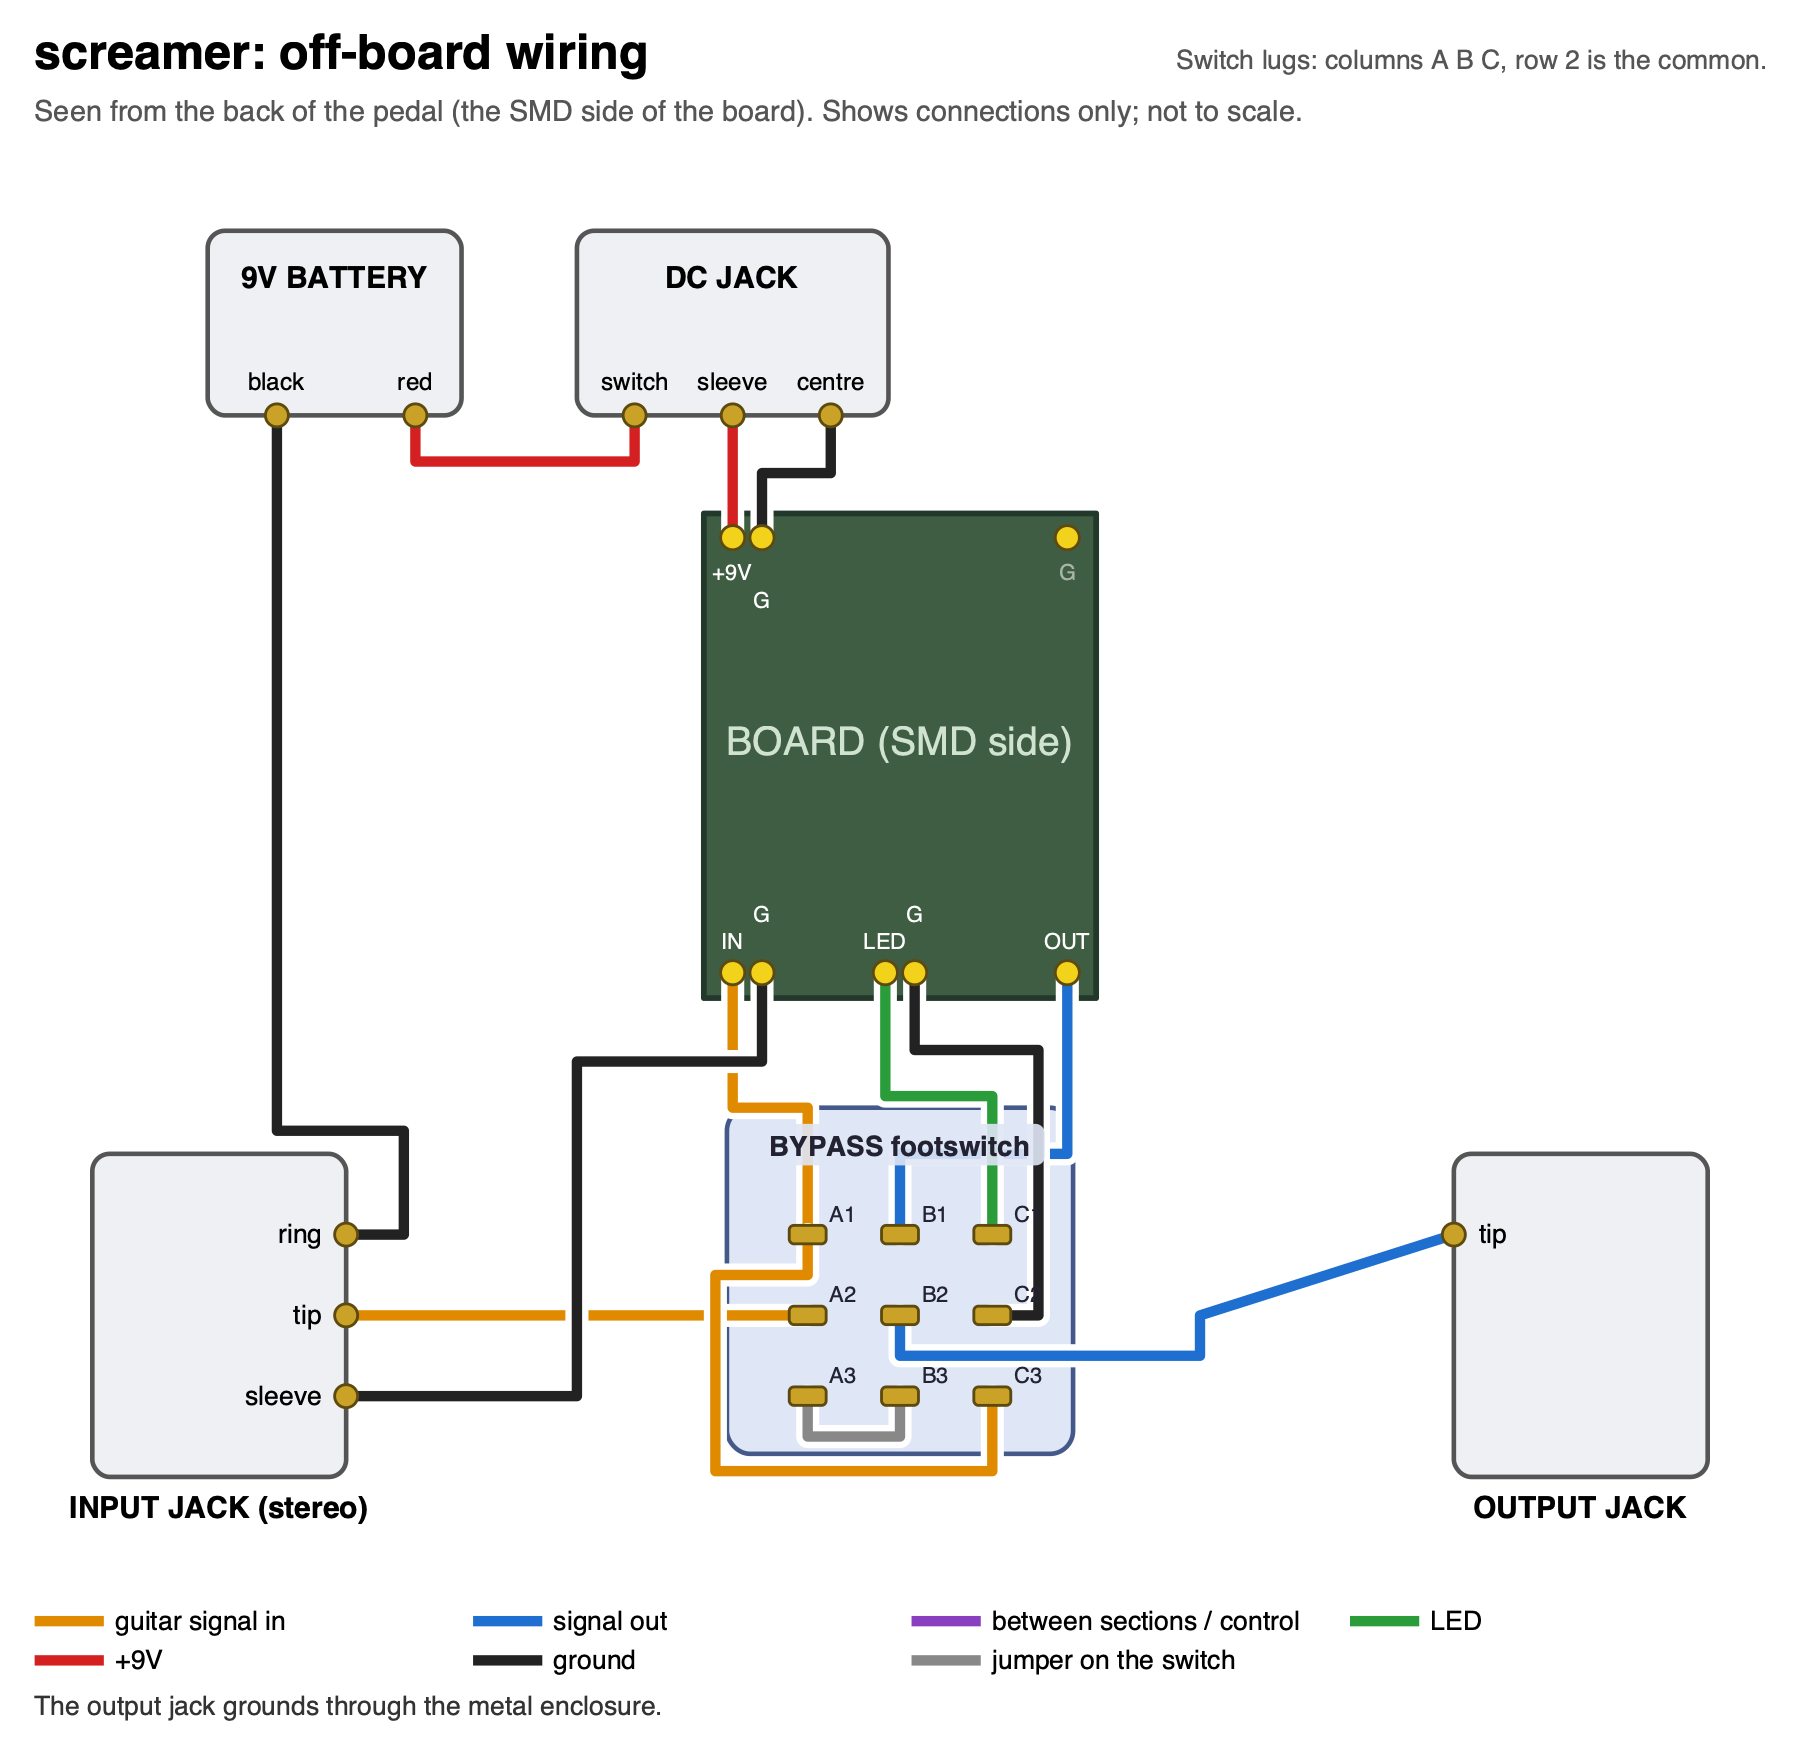 screamer: off-board wiring
Switch lugs: columns A B C, row 2 is the common.
Seen from the back of the pedal (the SMD side of the board). Shows connections only; not to scale.
9V BATTERY
DC JACK
black
red
switch
sleeve
centre
+9V
G
G
BOARD (SMD side)
G
G
IN
LED
OUT
BYPASS footswitch
A1
B1
C1
ring
tip
A2
B2
C2
tip
A3
B3
C3
sleeve
INPUT JACK (stereo)
OUTPUT JACK
guitar signal in
signal out
between sections / control
LED
+9V
ground
jumper on the switch
The output jack grounds through the metal enclosure.